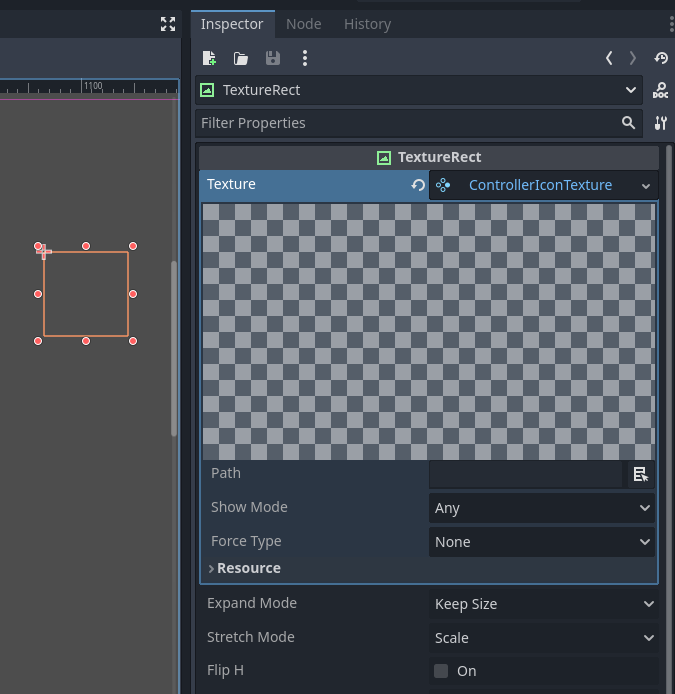 Inspector Node History
1100
TextureRect
DOC
Filter Properties
TextureRect
Texture ControllerIconTexture
Path
Show Mode Any
Force Type None
Resource
Expand Mode Keep Size
Stretch Mode Scale
Flip H On